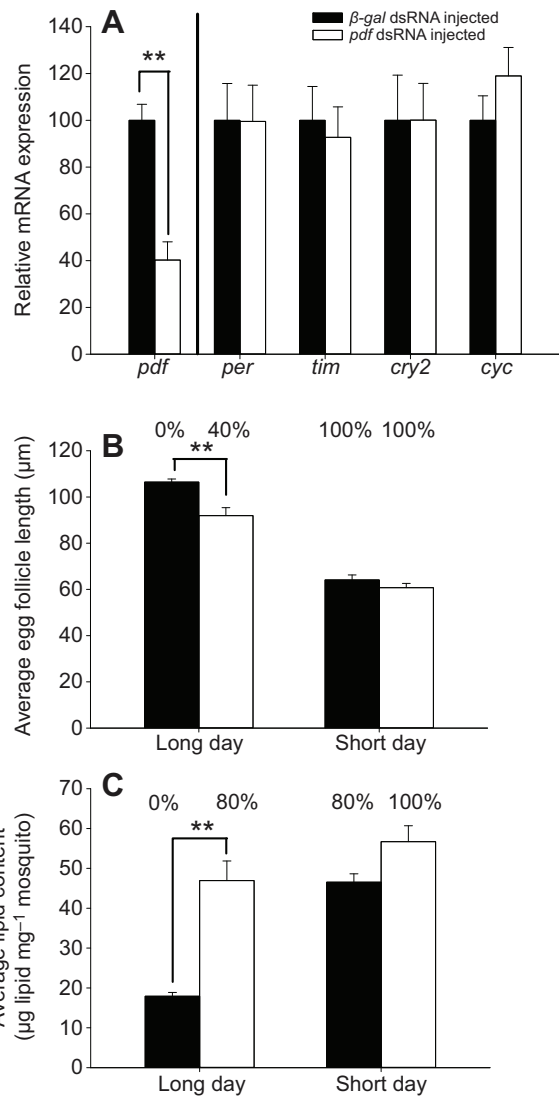 A
β-gal dsRNA injected
pdf dsRNA injected
**
140
120
100
80
60
40
20
0
Relative mRNA expression
pdf per tim cry2 cyc
B
0% 40% 100% 100%
**
120
100
80
60
40
20
0
Average egg follicle length (µm)
Long day Short day
C
0% 80% 80% 100%
**
70
60
50
40
30
20
10
0
Average lipid content
(µg lipid mg⁻¹ mosquito)
Long day Short day